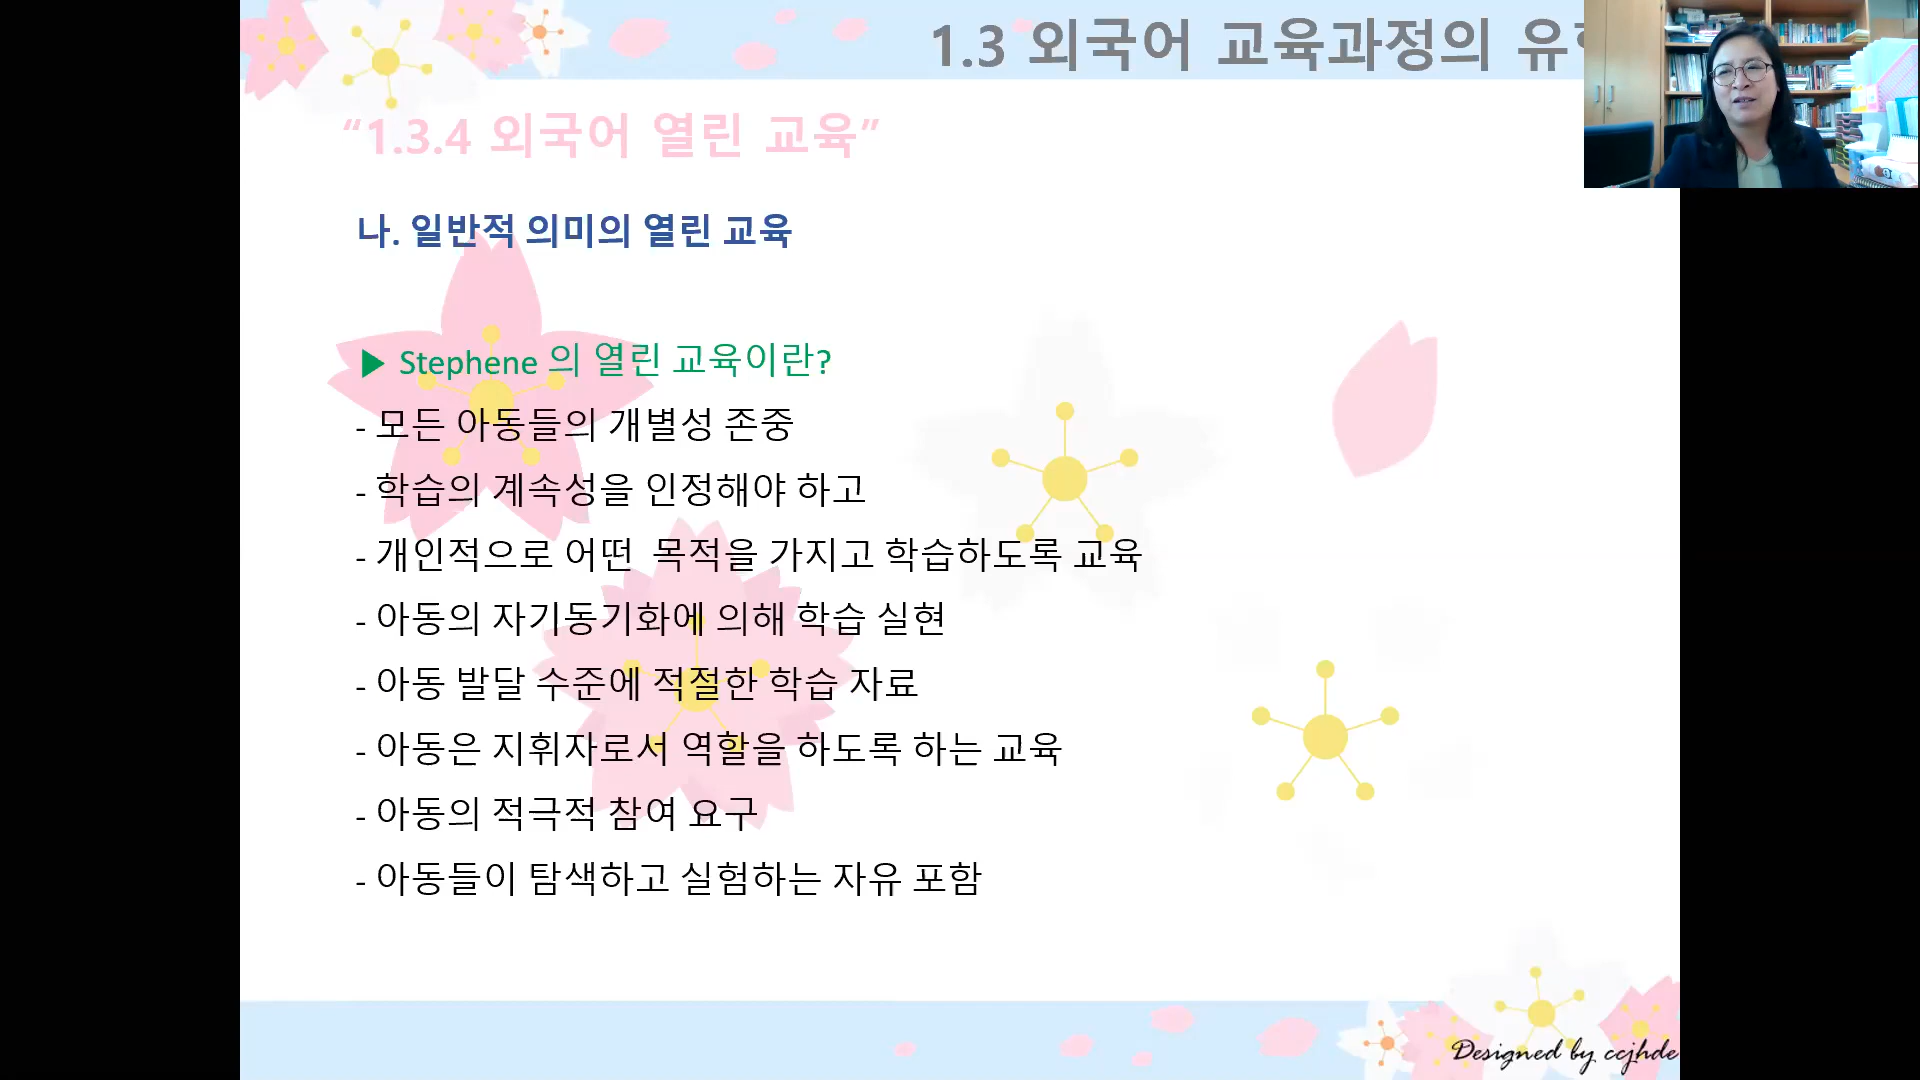 1.3 외국어 교육과정의
“1.3.4 외국어 열린 교육”
나. 일반적 의미의 열린 교육
▶ Stephene 의 열린 교육이란?
- 모든 아동들의 개별성 존중
- 학습의 계속성을 인정해야 하고
- 개인적으로 어떤 목적을 가지고 학습하도록 교육
- 아동의 자기동기화에 의해 학습 실현
- 아동 발달 수준에 적절한 학습 자료
- 아동은 지휘자로서 역할을 하도록 하는 교육
- 아동의 적극적 참여 요구
- 아동들이 탐색하고 실험하는 자유 포함
Designed by ccjhde